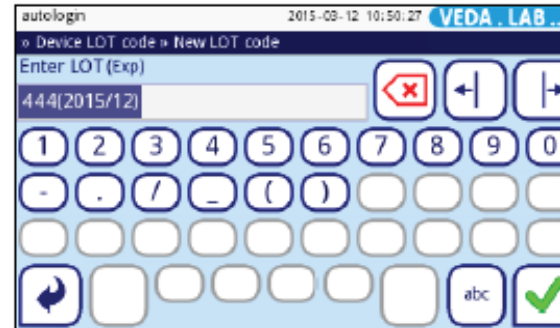 autologin 2015-03-12 10:50:27 VEDA . LAB ..
» Device LOT code » New LOT code
Enter LOT (Exp)
444(2015/12)
1 2 3 4 5 6 7 8 9 0
- . / _ ( )
abc